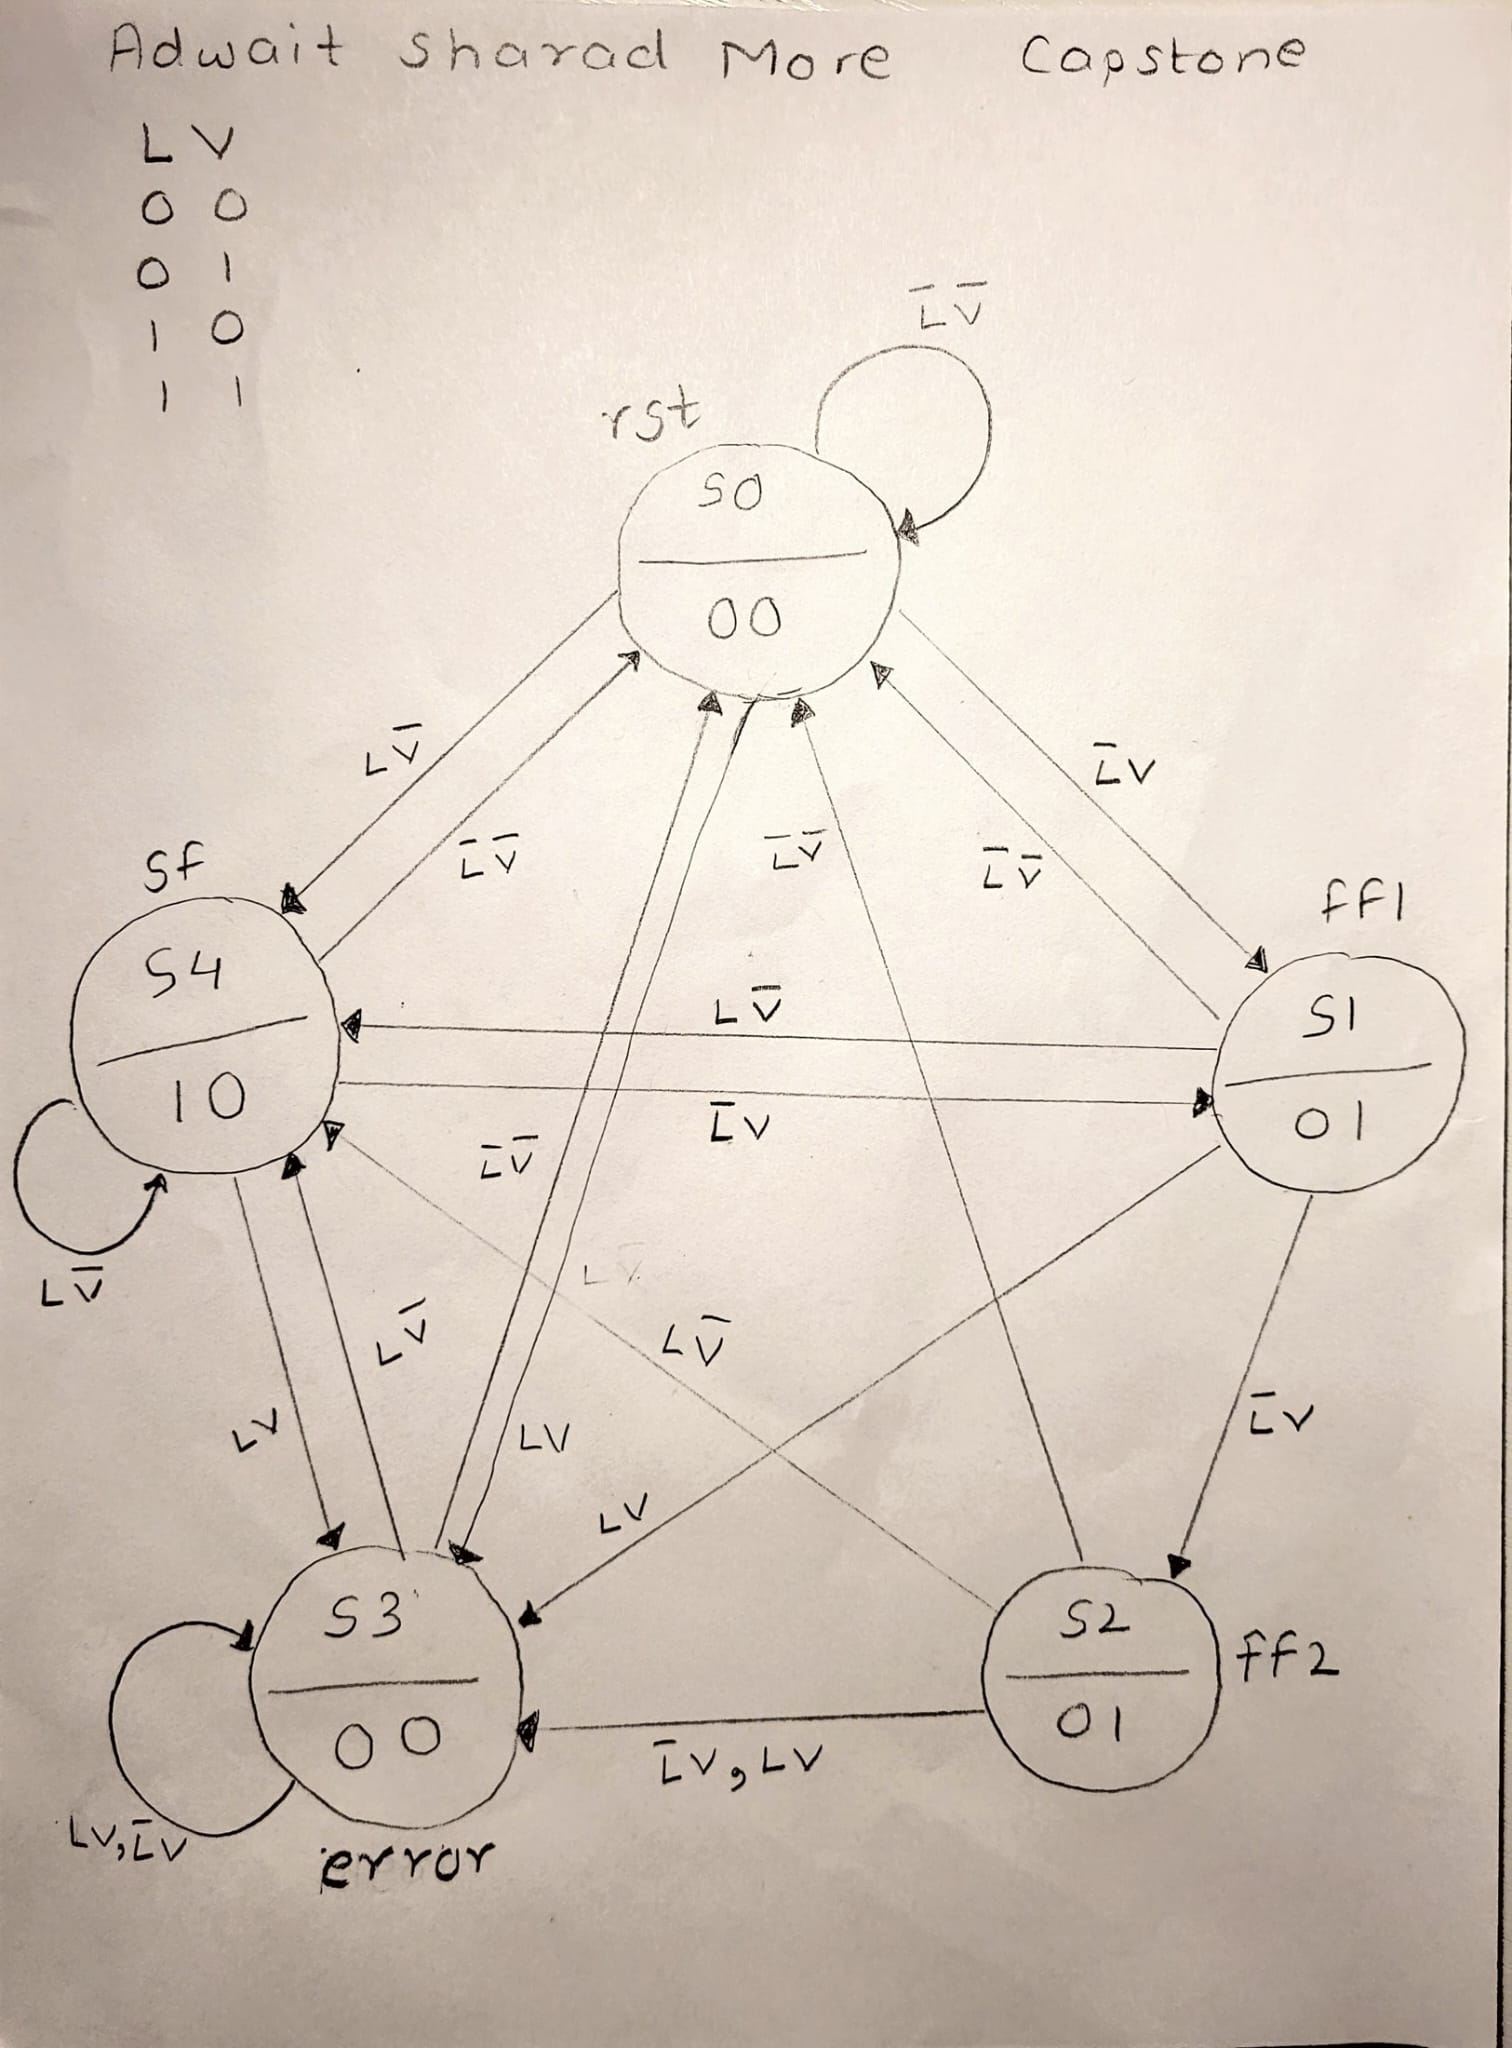 Adwait Sharad More Capstone
L V
0 0
0 1
1 0
1 1
L̅V̅
rst
S0
00
LV̅
L̅V
L̅V̅
L̅V̅
L̅V̅
sf
ff1
S4
10
S1
01
LV̅
L̅V
L̅V̅
LV̅
LV̅
LV̅
L̅V
LV
LV
LV
S3
00
S2
01
ff2
L̅V, LV
LV, L̅V
error